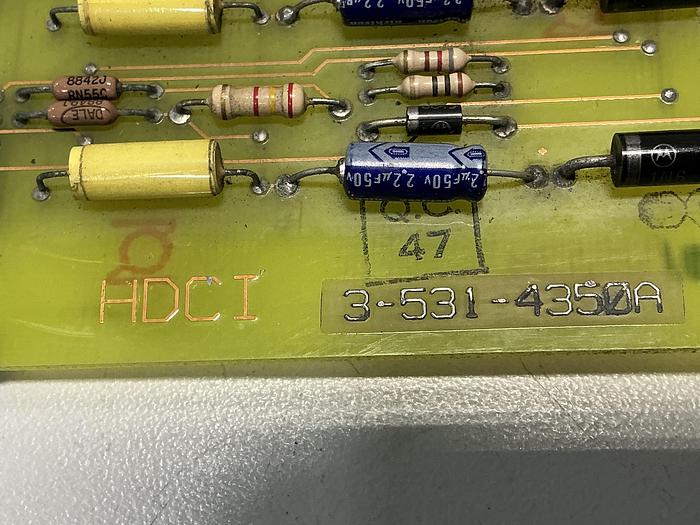 8842J
RN55C
DALE
2.2µF50V 2.2µF50V
Q.C.
47
HDCI
3-531-4350A